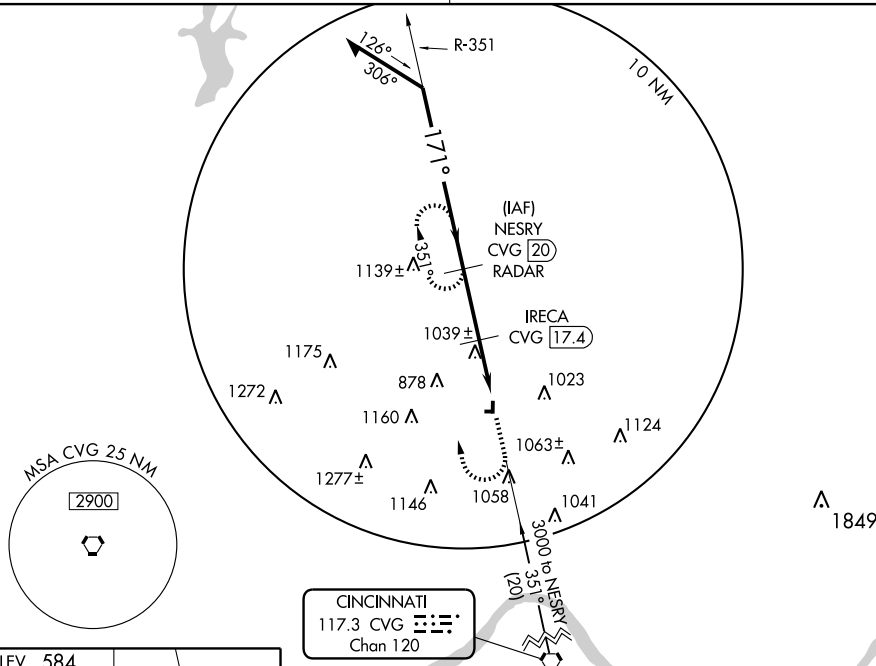 R-351
126°
306°
10 NM
171°
(IAF)
NESRY
CVG 20
RADAR
351°
1139±
IRECA
CVG 17.4
1039±
1175
878
1023
1272
1160
1124
1063±
1277±
1058
1146
1041
1849
MSA CVG 25 NM
2900
3000 to NESRY
351°
(20)
CINCINNATI
117.3 CVG
Chan 120
LEV 584